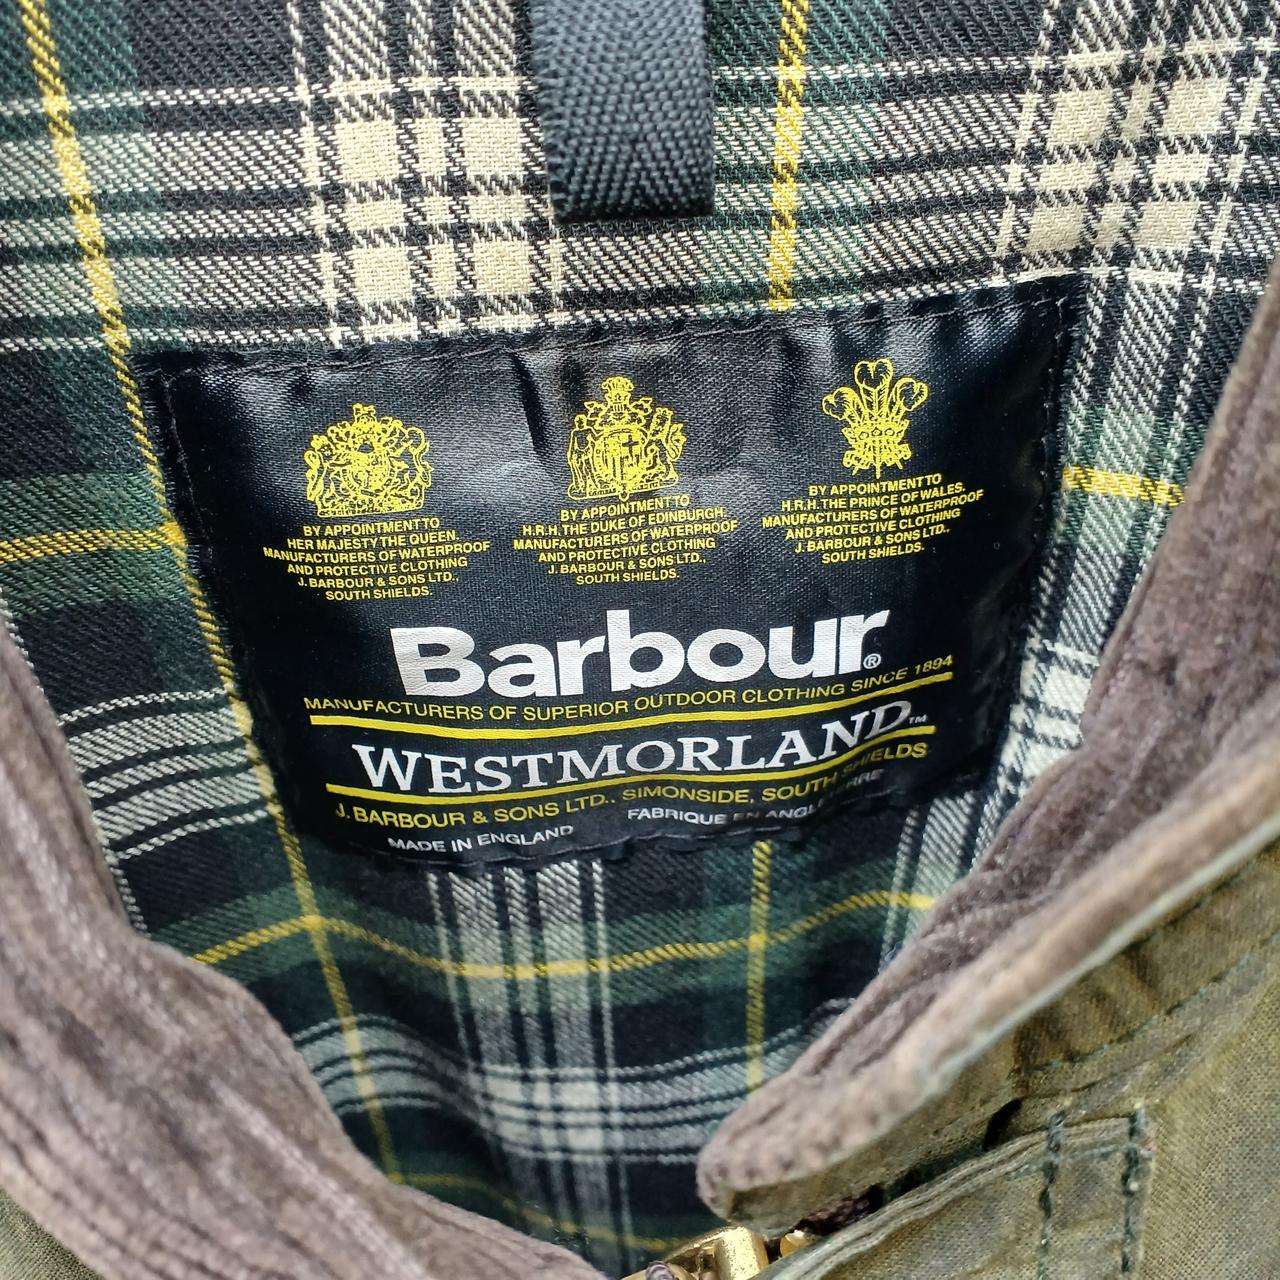 BY APPOINTMENT TO
HER MAJESTY THE QUEEN.
MANUFACTURERS OF WATERPROOF
AND PROTECTIVE CLOTHING
J. BARBOUR & SONS LTD.,
SOUTH SHIELDS.
BY APPOINTMENT TO
H.R.H. THE DUKE OF EDINBURGH.
MANUFACTURERS OF WATERPROOF
AND PROTECTIVE CLOTHING
J. BARBOUR & SONS LTD.,
SOUTH SHIELDS.
BY APPOINTMENT TO
H.R.H. THE PRINCE OF WALES.
MANUFACTURERS OF WATERPROOF
AND PROTECTIVE CLOTHING
J. BARBOUR & SONS LTD.,
SOUTH SHIELDS.
Barbour®
MANUFACTURERS OF SUPERIOR OUTDOOR CLOTHING SINCE 1894
WESTMORLAND™
J. BARBOUR & SONS LTD., SIMONSIDE, SOUTH SHIELDS
MADE IN ENGLAND FABRIQUE EN ANGLETERRE